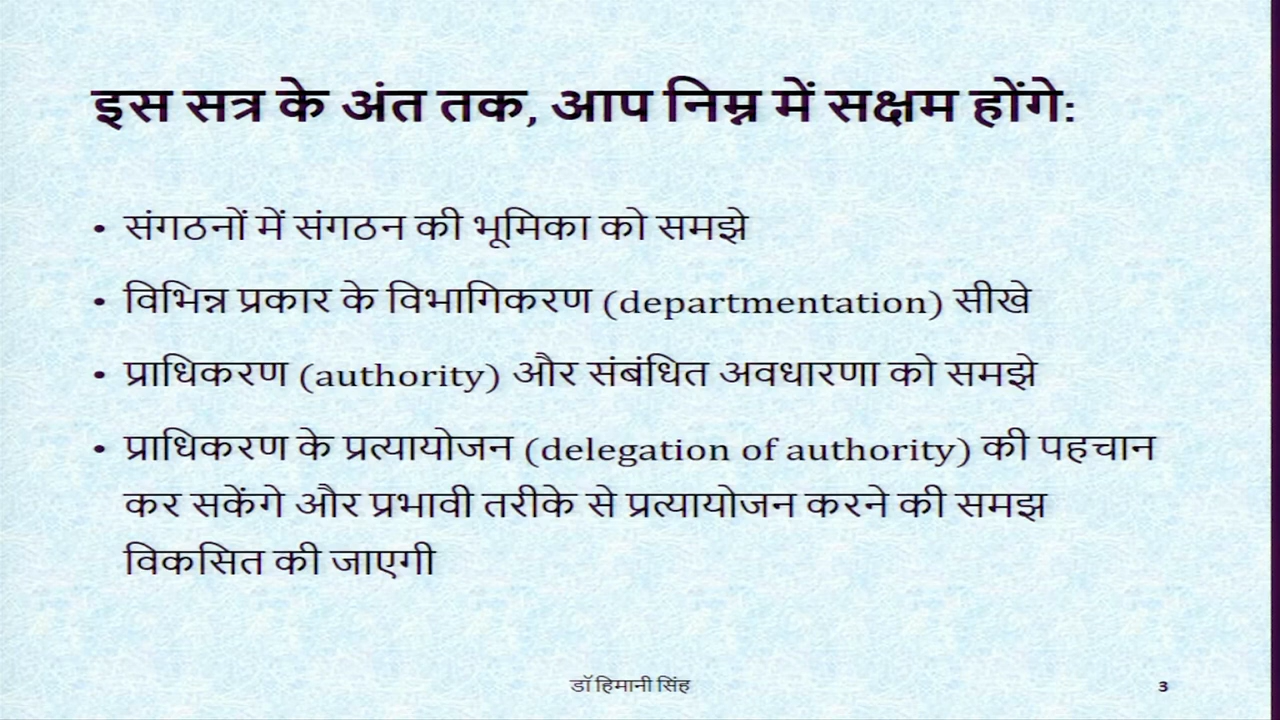 इस सत्र के अंत तक, आप निम्न में सक्षम होंगे:
• संगठनों में संगठन की भूमिका को समझे
• विभिन्न प्रकार के विभागिकरण (departmentation) सीखे
• प्राधिकरण (authority) और संबंधित अवधारणा को समझे
• प्राधिकरण के प्रत्यायोजन (delegation of authority) की पहचान
कर सकेंगे और प्रभावी तरीके से प्रत्यायोजन करने की समझ
विकसित की जाएगी
डॉ हिमानी सिंह
3